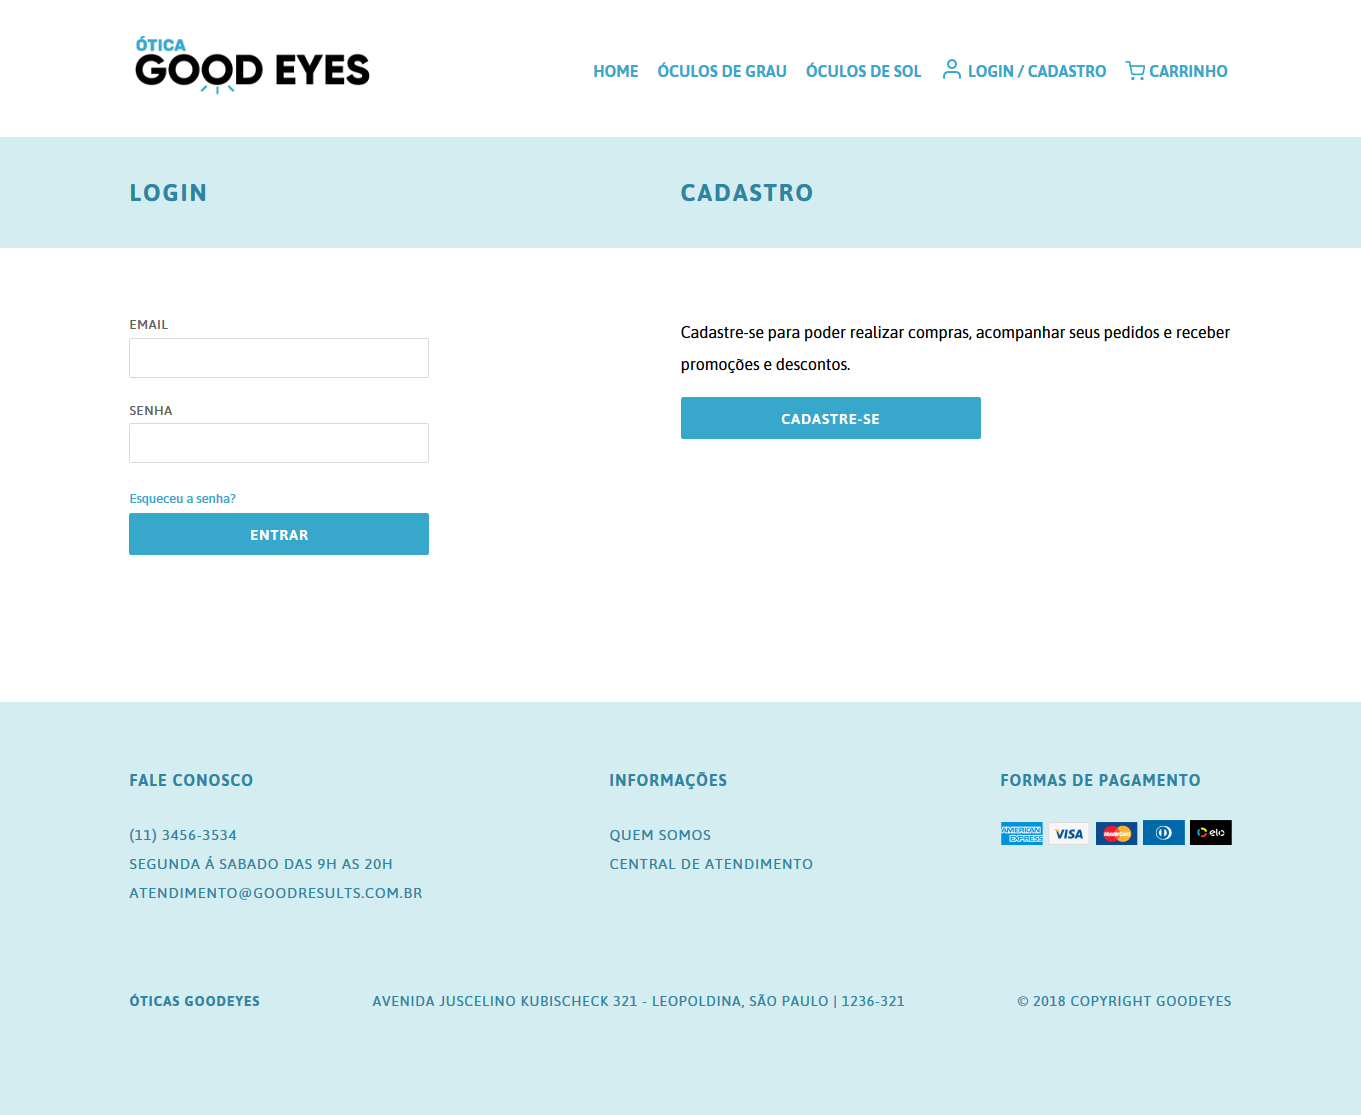 ÓTICA
GOOD EYES
HOME ÓCULOS DE GRAU ÓCULOS DE SOL LOGIN / CADASTRO CARRINHO
LOGIN
CADASTRO
EMAIL
SENHA
Esqueceu a senha?
ENTRAR
Cadastre-se para poder realizar compras, acompanhar seus pedidos e receber
promoções e descontos.
CADASTRE-SE
FALE CONOSCO
(11) 3456-3534
SEGUNDA Á SABADO DAS 9H AS 20H
ATENDIMENTO@GOODRESULTS.COM.BR
INFORMAÇÕES
QUEM SOMOS
CENTRAL DE ATENDIMENTO
FORMAS DE PAGAMENTO
AMERICAN
EXPRESS
VISA
MasterCard
elo
ÓTICAS GOODEYES
AVENIDA JUSCELINO KUBISCHECK 321 - LEOPOLDINA, SÃO PAULO | 1236-321
© 2018 COPYRIGHT GOODEYES